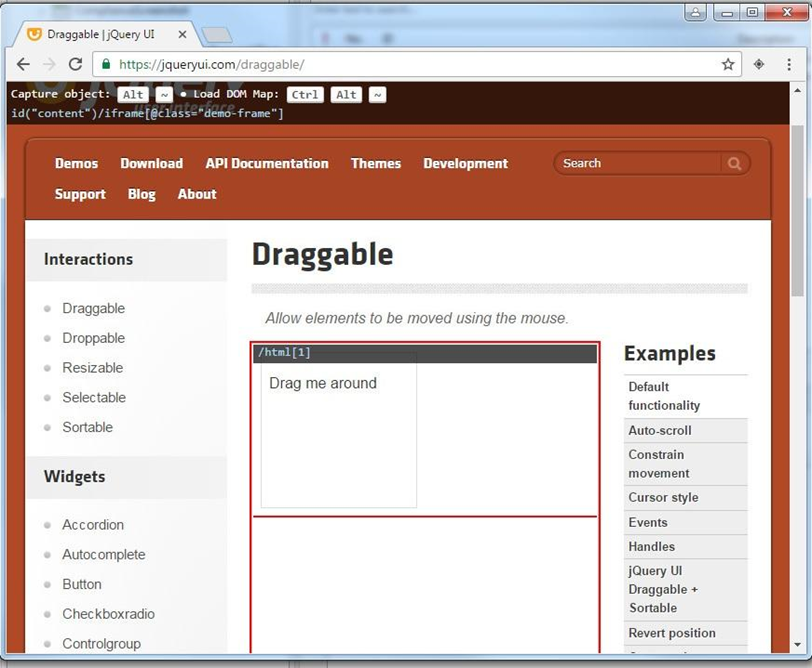 Draggable | jQuery UI
https://jqueryui.com/draggable/
Capture object: Alt ~ ● Load DOM Map: Ctrl Alt ~
id("content")/iframe[@class="demo-frame"]
Demos Download API Documentation Themes Development
Search
Support Blog About
Interactions
Draggable
Droppable
Resizable
Selectable
Sortable
Widgets
Accordion
Autocomplete
Button
Checkboxradio
Controlgroup
Draggable
Allow elements to be moved using the mouse.
/html[1]
Drag me around
Examples
Default
functionality
Auto-scroll
Constrain
movement
Cursor style
Events
Handles
jQuery UI
Draggable +
Sortable
Revert position